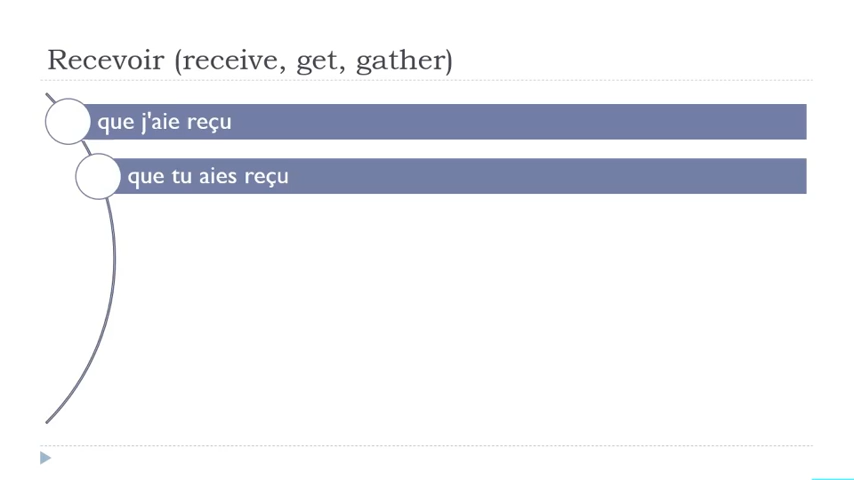 Recevoir (receive, get, gather)
que j'aie reçu
que tu aies reçu